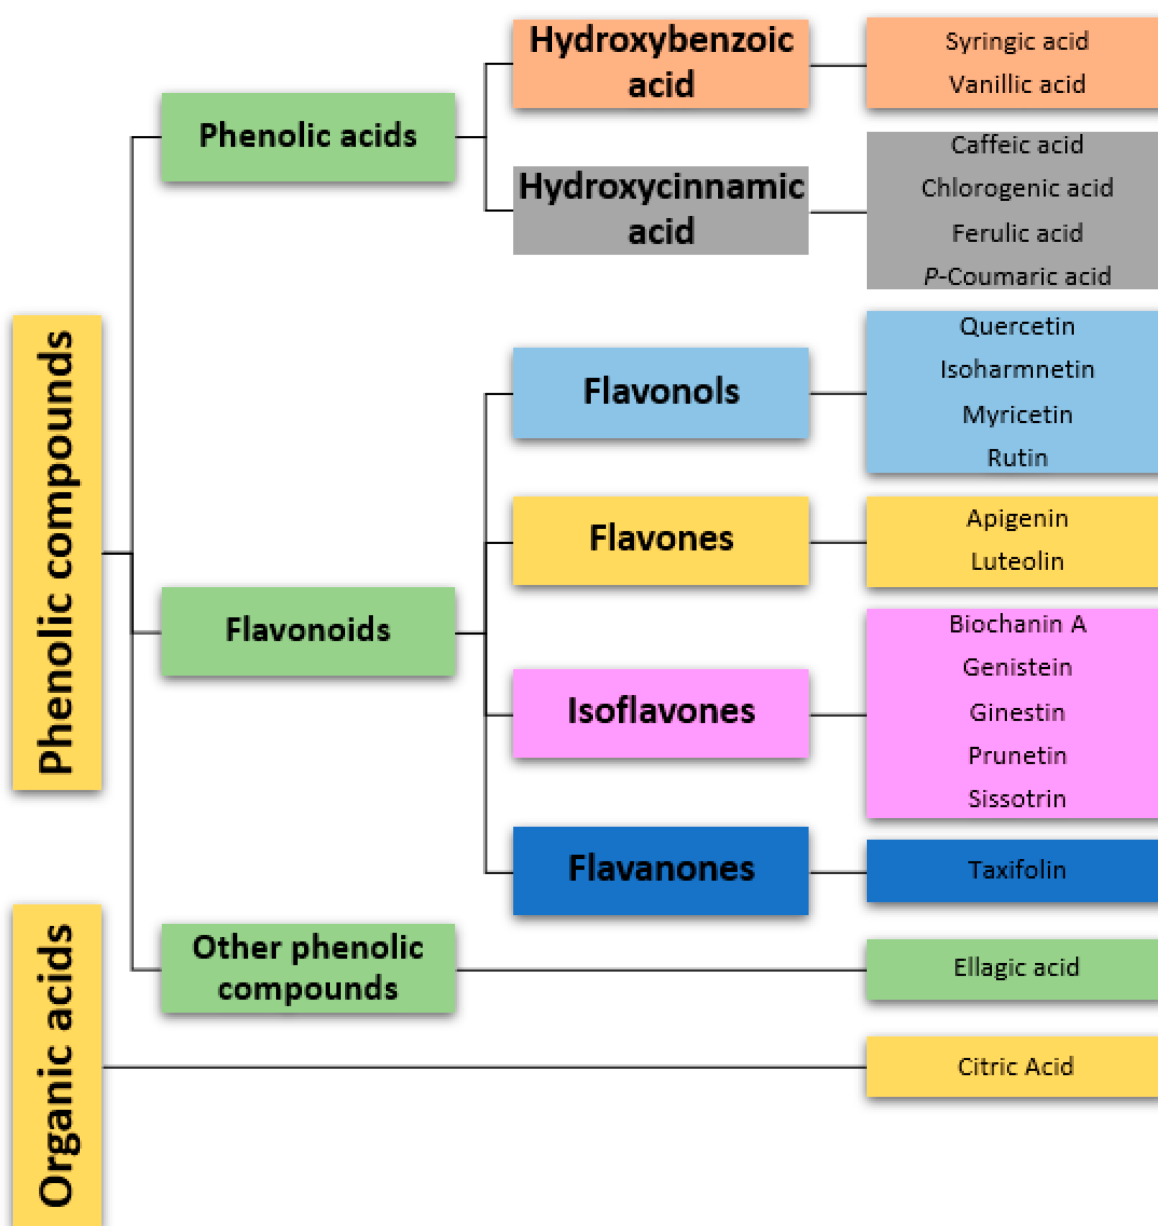 Phenolic compounds
Phenolic acids
Hydroxybenzoic
acid
Syringic acid
Vanillic acid
Hydroxycinnamic
acid
Caffeic acid
Chlorogenic acid
Ferulic acid
P-Coumaric acid
Flavonoids
Flavonols
Quercetin
Isoharmnetin
Myricetin
Rutin
Flavones
Apigenin
Luteolin
Isoflavones
Biochanin A
Genistein
Ginestin
Prunetin
Sissotrin
Flavanones
Taxifolin
Other phenolic
compounds
Ellagic acid
Organic acids
Citric Acid